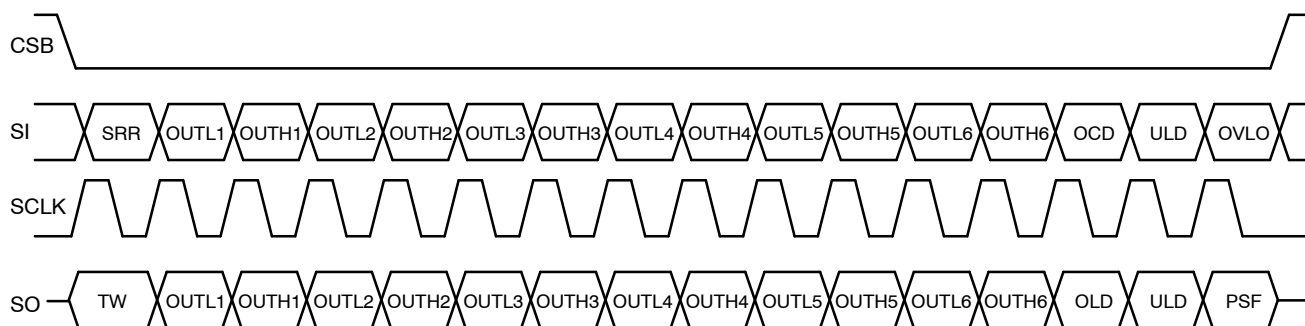 CSB
SI SRR OUTL1 OUTH1 OUTL2 OUTH2 OUTL3 OUTH3 OUTL4 OUTH4 OUTL5 OUTH5 OUTL6 OUTH6 OCD ULD OVLO
SCLK
SO TW OUTL1 OUTH1 OUTL2 OUTH2 OUTL3 OUTH3 OUTL4 OUTH4 OUTL5 OUTH5 OUTL6 OUTH6 OLD ULD PSF